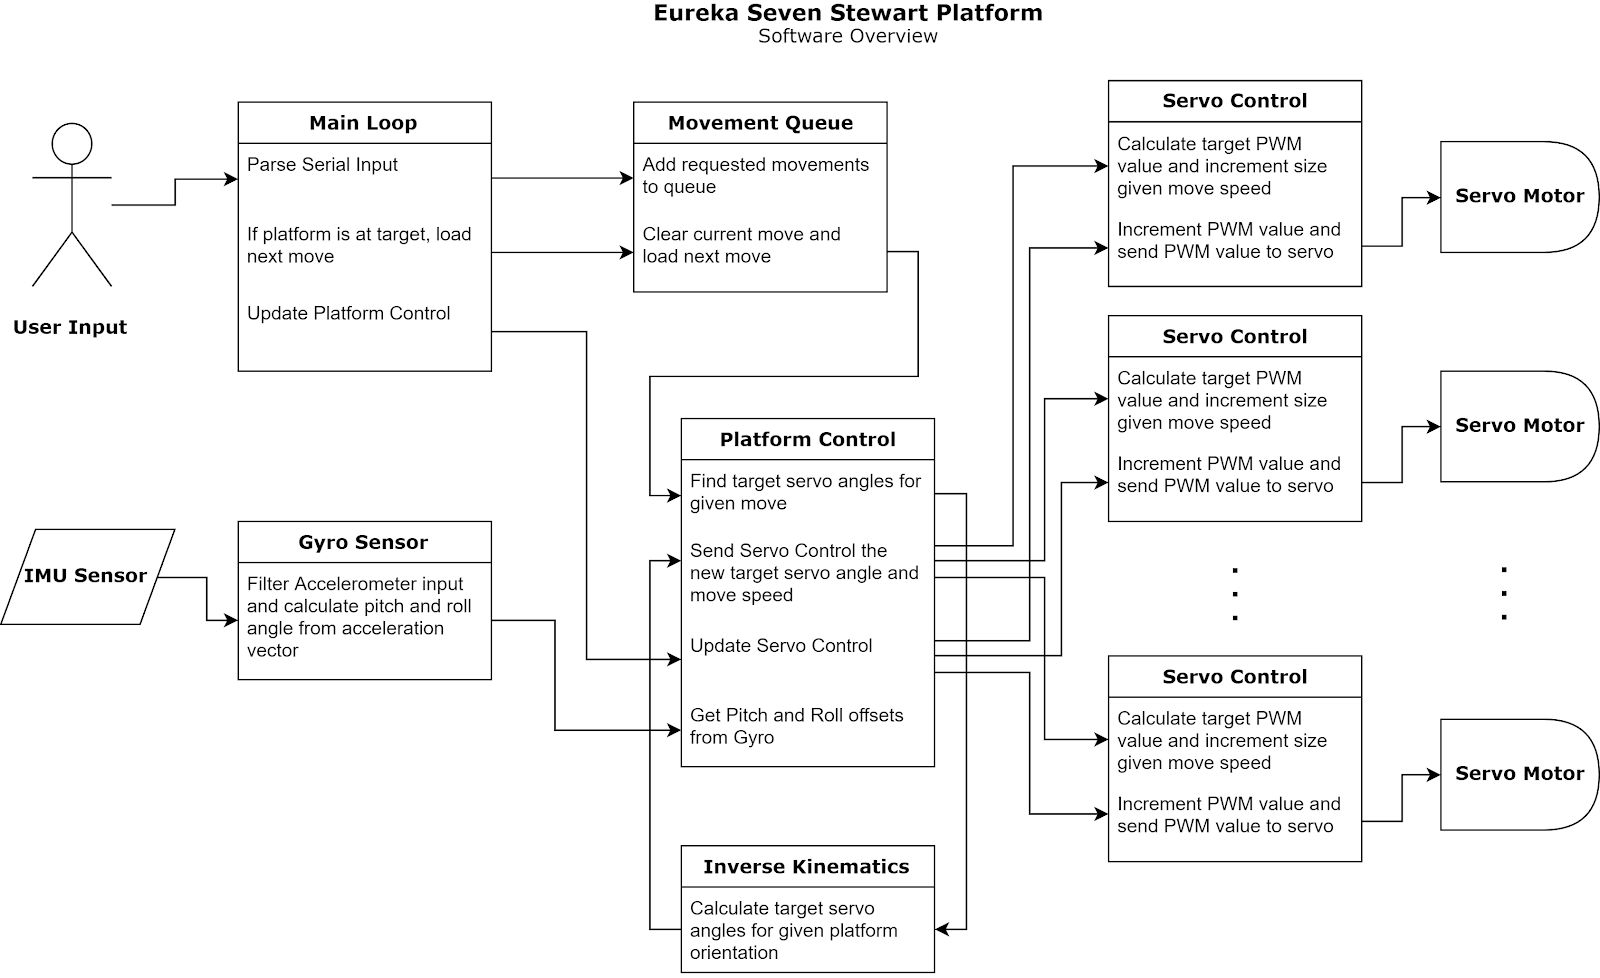 Eureka Seven Stewart Platform
Software Overview
User Input
Main Loop
Parse Serial Input
If platform is at target, load
next move
Update Platform Control
Movement Queue
Add requested movements
to queue
Clear current move and
load next move
Servo Control
Calculate target PWM
value and increment size
given move speed
Increment PWM value and
send PWM value to servo
Servo Motor
Servo Control
Calculate target PWM
value and increment size
given move speed
Increment PWM value and
send PWM value to servo
Servo Motor
Platform Control
Find target servo angles for
given move
Send Servo Control the
new target servo angle and
move speed
Update Servo Control
Get Pitch and Roll offsets
from Gyro
IMU Sensor
Gyro Sensor
Filter Accelerometer input
and calculate pitch and roll
angle from acceleration
vector
Servo Control
Calculate target PWM
value and increment size
given move speed
Increment PWM value and
send PWM value to servo
Servo Motor
Inverse Kinematics
Calculate target servo
angles for given platform
orientation